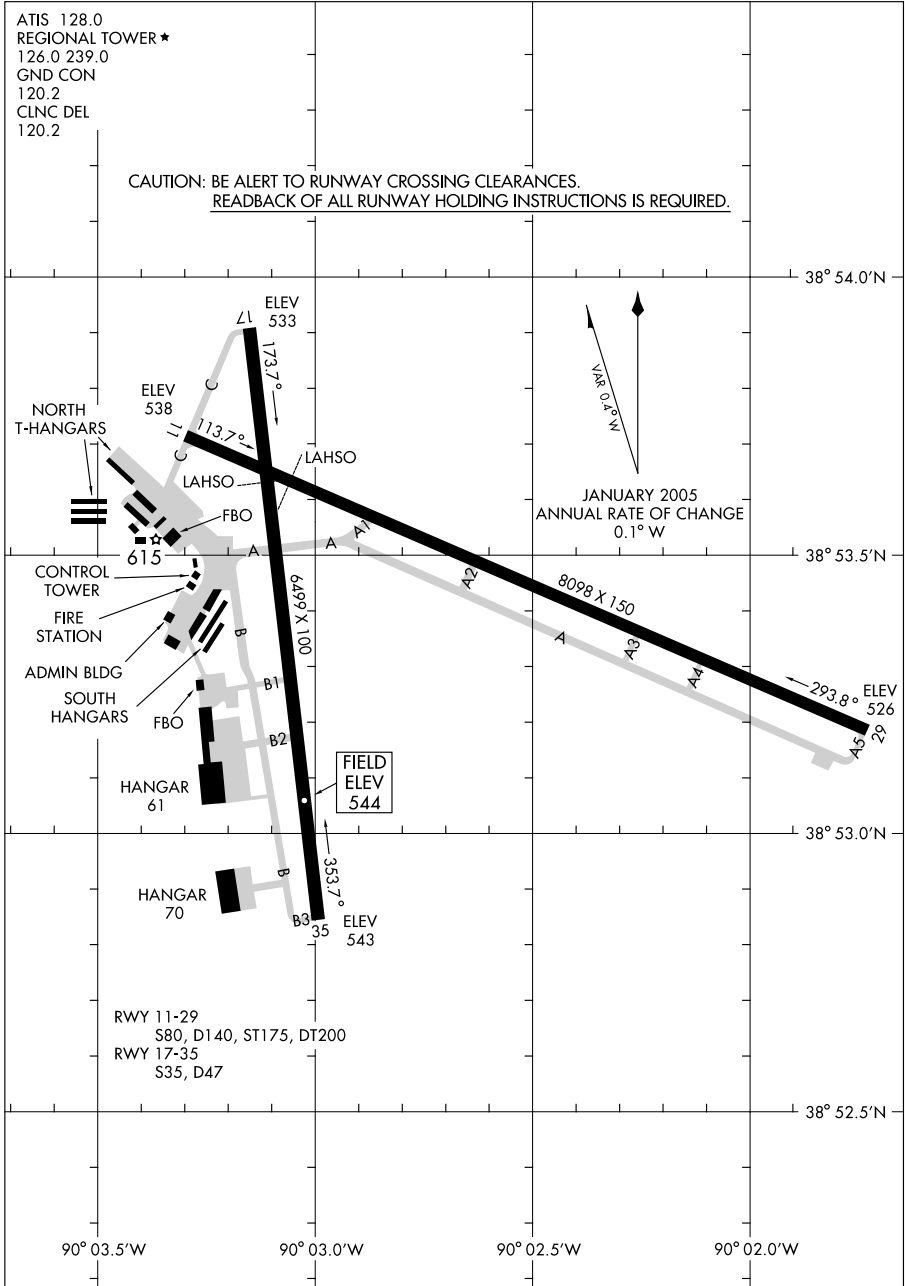 ATIS 128.0
REGIONAL TOWER ★
126.0 239.0
GND CON
120.2
CLNC DEL
120.2
CAUTION: BE ALERT TO RUNWAY CROSSING CLEARANCES.
READBACK OF ALL RUNWAY HOLDING INSTRUCTIONS IS REQUIRED.
38° 54.0'N
ELEV
533
17
173.7°
VAR 0.4° W
JANUARY 2005
ANNUAL RATE OF CHANGE
0.1° W
C
ELEV
538
11
113.7°
C
NORTH
T-HANGARS
LAHSO
LAHSO
FBO
615
A
A
A1
38° 53.5'N
CONTROL
TOWER
FIRE
STATION
ADMIN BLDG
SOUTH
HANGARS
FBO
6499 X 100
A2
8098 X 150
A
A3
A4
293.8°
ELEV
526
29
A5
B
B1
B2
HANGAR
61
FIELD
ELEV
544
38° 53.0'N
353.7°
HANGAR
70
B
B3
35
ELEV
543
RWY 11-29
S80, D140, ST175, DT200
RWY 17-35
S35, D47
38° 52.5'N
90° 03.5'W
90° 03.0'W
90° 02.5'W
90° 02.0'W